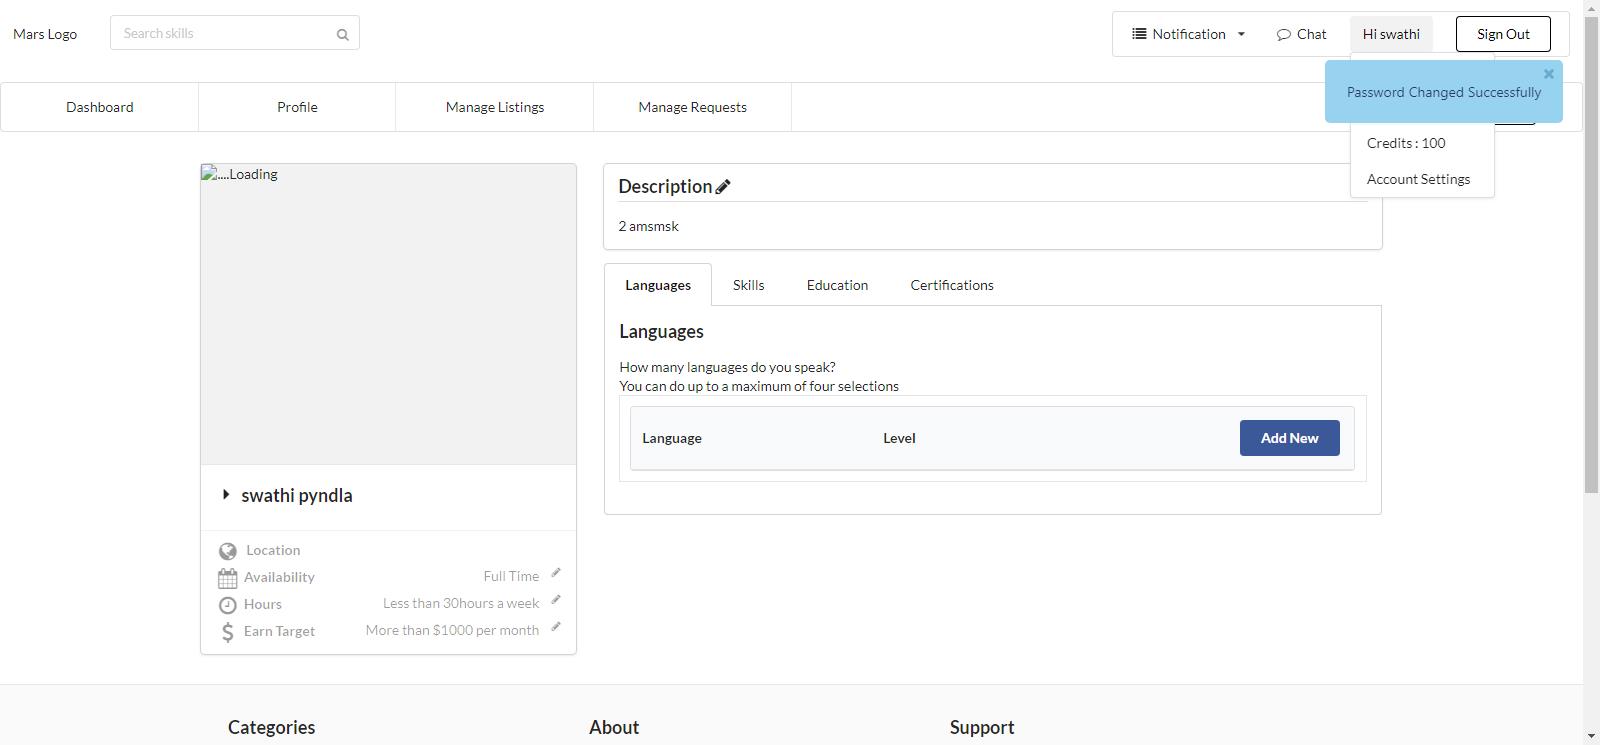 Mars Logo
Search skills
Notification
Chat
Hi swathi
Sign Out
Password Changed Successfully
Dashboard
Profile
Manage Listings
Manage Requests
Credits : 100
Account Settings
....Loading
Description
2 amsmsk
Languages
Skills
Education
Certifications
Languages
How many languages do you speak?
You can do up to a maximum of four selections
Language
Level
Add New
swathi pyndla
Location
Availability
Full Time
Hours
Less than 30hours a week
Earn Target
More than $1000 per month
Categories
About
Support